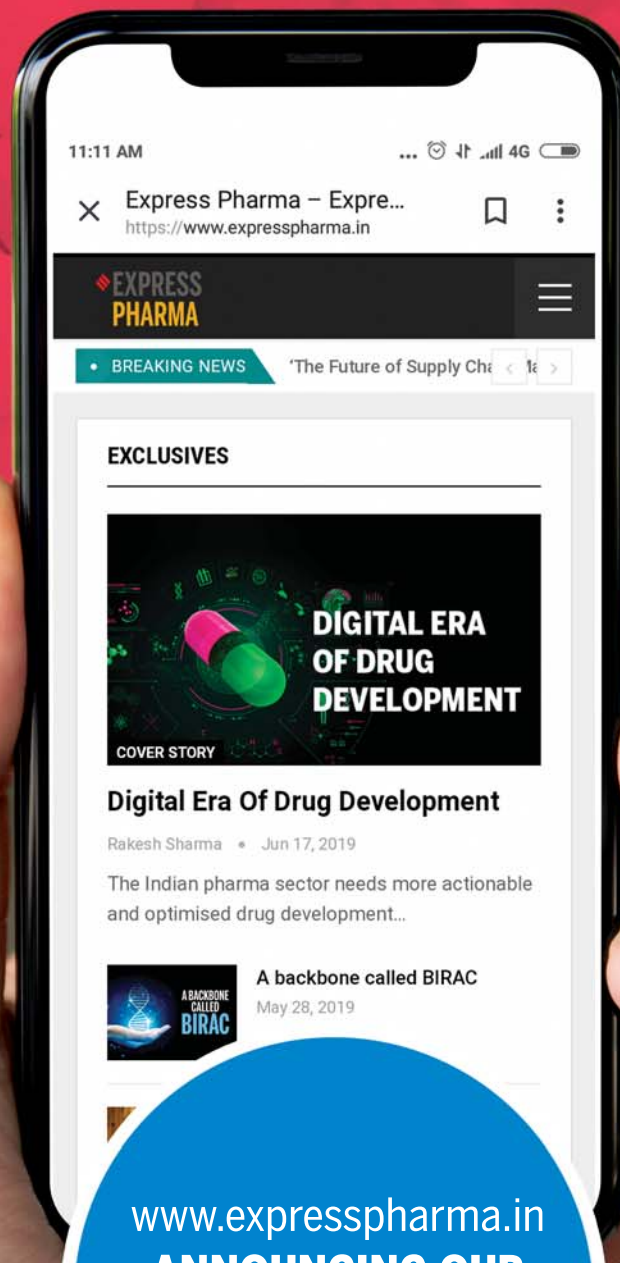 11:11 AM
... 4G
Express Pharma – Expre...
https://www.expresspharma.in
EXPRESS
PHARMA
• BREAKING NEWS
'The Future of Supply Cha
EXCLUSIVES
DIGITAL ERA
OF DRUG
DEVELOPMENT
COVER STORY
Digital Era Of Drug Development
Rakesh Sharma • Jun 17, 2019
The Indian pharma sector needs more actionable
and optimised drug development...
A BACKBONE
CALLED
BIRAC
A backbone called BIRAC
May 28, 2019
www.expresspharma.in
ANNOUNCING OUR